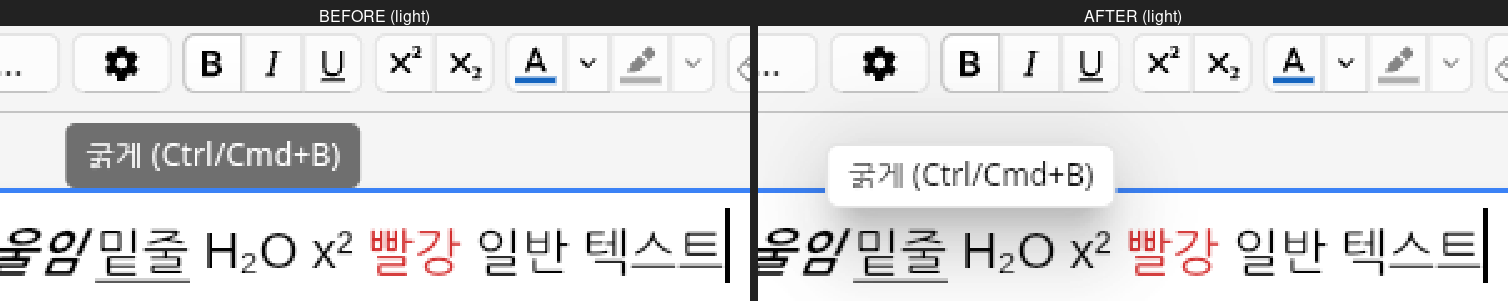 BEFORE (light)
... B I U x² x₂ A
굵게 (Ctrl/Cmd+B)
울임 밑줄 H₂O x² 빨강 일반 텍스트
AFTER (light)
... B I U x² x₂ A
굵게 (Ctrl/Cmd+B)
울임 밑줄 H₂O x² 빨강 일반 텍스트